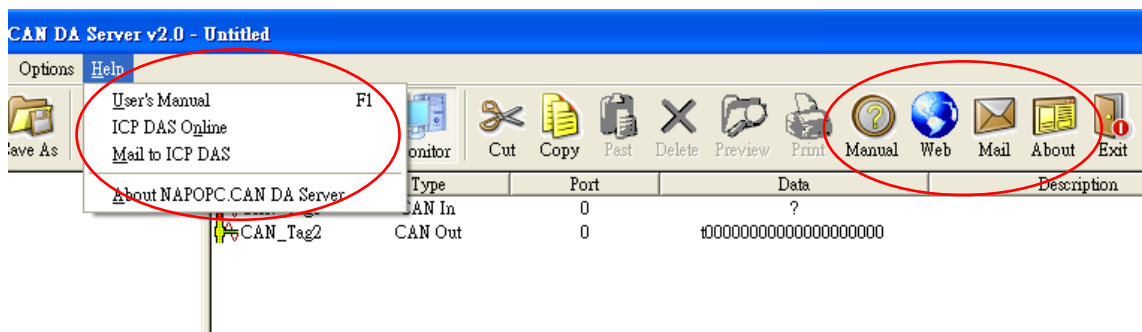 CAN DA Server v2.0 - Untitled
Options Help
User's Manual F1
ICP DAS Online
Mail to ICP DAS
About NAPOPC.CAN DA Server
ave As onitor Cut Copy Past Delete Preview Print Manual Web Mail About Exit
Type Port Data Description
CAN In 0 ?
CAN_Tag2 CAN Out 0 t00000000000000000000